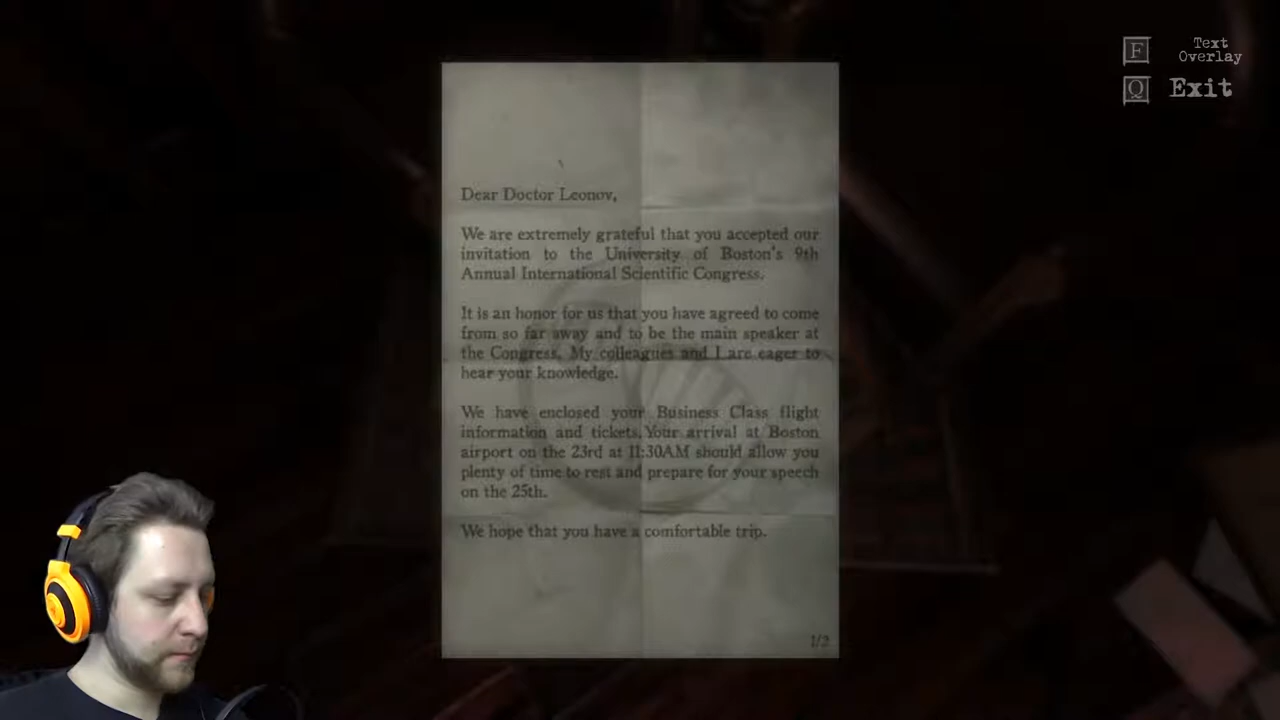 F
Text
Overlay
Q
Exit
Dear Doctor Leonov,
We are extremely grateful that you accepted our
invitation to the University of Boston's 9th
Annual International Scientific Congress.
It is an honor for us that you have agreed to come
from so far away and to be the main speaker at
the Congress. My colleagues and I are eager to
hear your knowledge.
We have enclosed your Business Class flight
information and tickets. Your arrival at Boston
airport on the 23rd at 11:30AM should allow you
plenty of time to rest and prepare for your speech
on the 25th.
We hope that you have a comfortable trip.
1/2